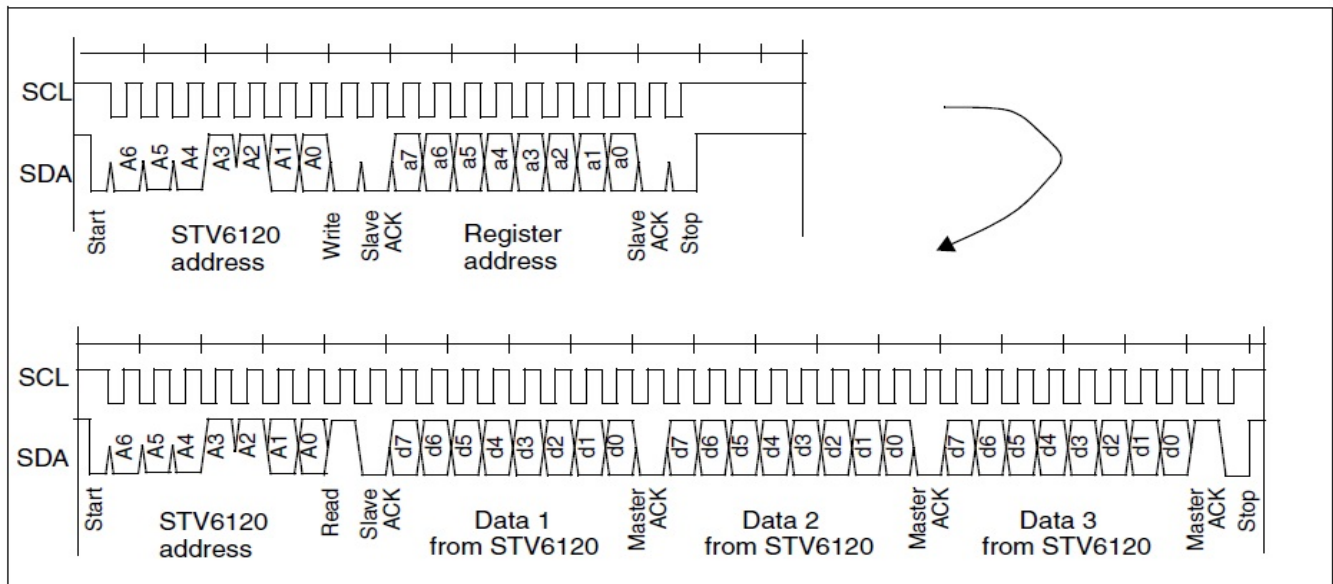 SCL
SDA
A6 A5 A4 A3 A2 A1 A0 a7 a6 a5 a4 a3 a2 a1 a0
Start
STV6120
address
Write
Slave
ACK
Register
address
Slave
ACK
Stop
SCL
SDA
A6 A5 A4 A3 A2 A1 A0 d7 d6 d5 d4 d3 d2 d1 d0 d7 d6 d5 d4 d3 d2 d1 d0 d7 d6 d5 d4 d3 d2 d1 d0
Start
STV6120
address
Read
Slave
ACK
Data 1
from STV6120
Master
ACK
Data 2
from STV6120
Master
ACK
Data 3
from STV6120
Master
ACK
Stop